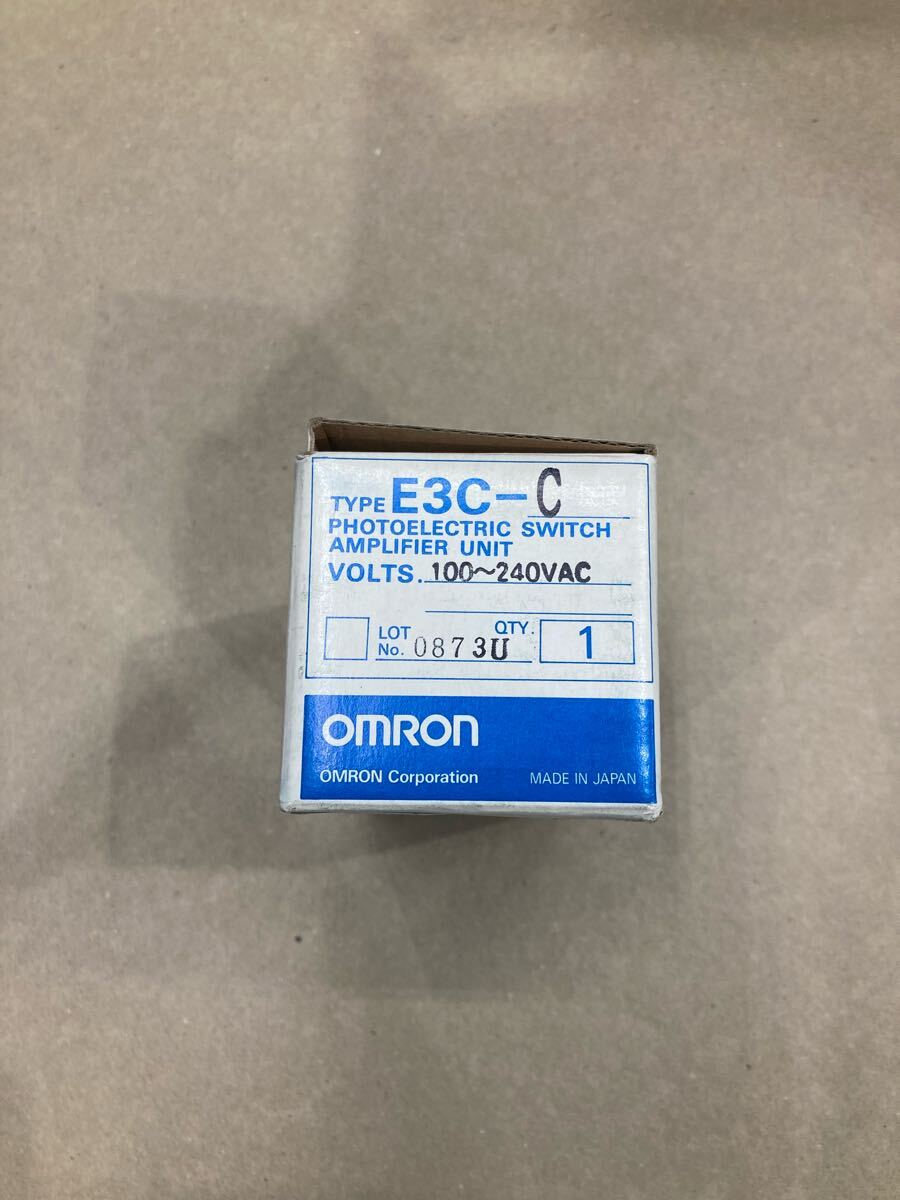 TYPE E3C-C
PHOTOELECTRIC SWITCH
AMPLIFIER UNIT
VOLTS. 100~240VAC
LOT No. 0873U QTY. 1
OMRON
OMRON Corporation MADE IN JAPAN